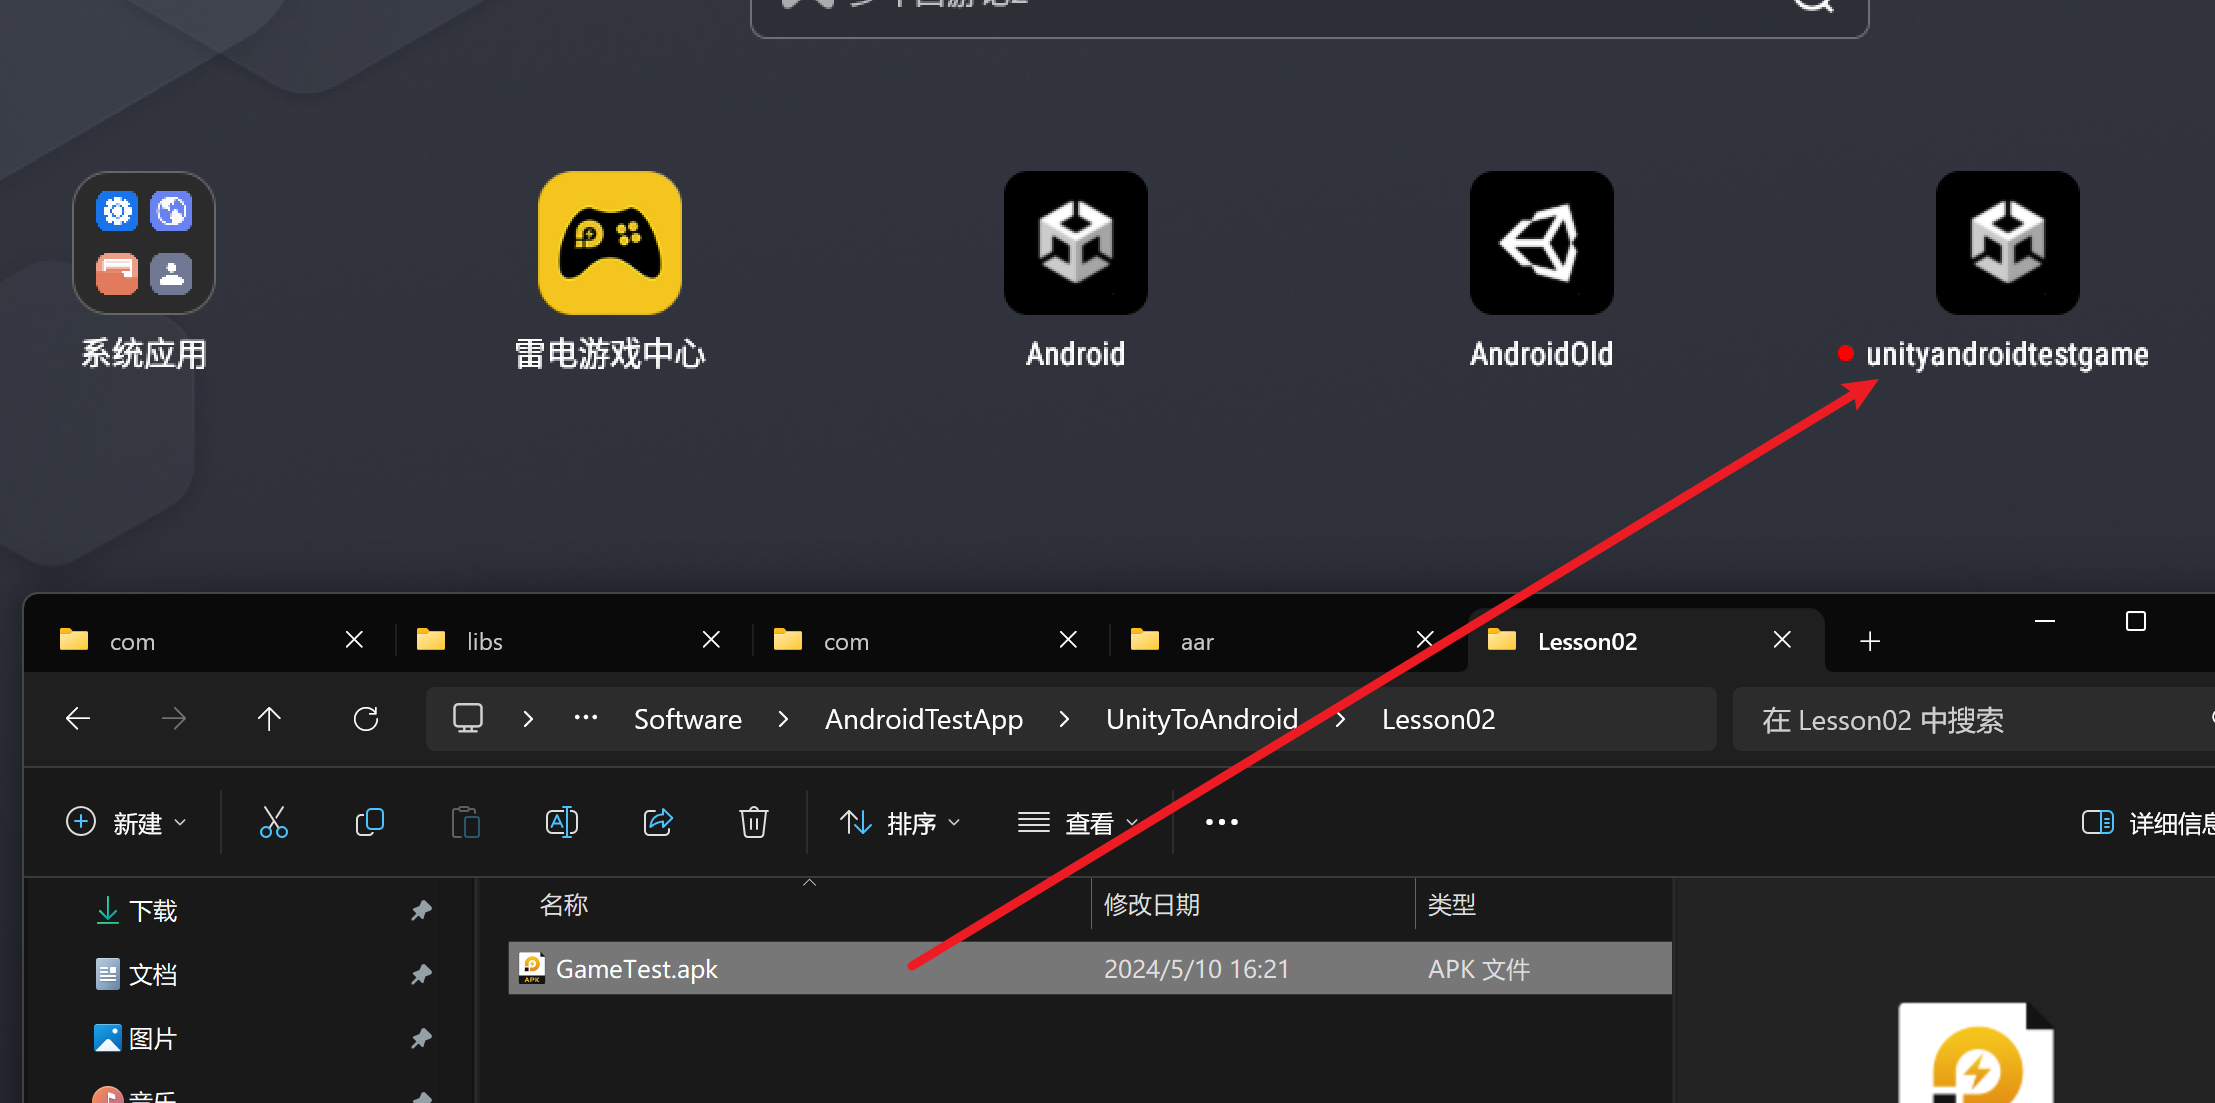 系统应用
雷电游戏中心
Android
AndroidOld
unityandroidtestgame
com
libs
com
aar
Lesson02
Software
AndroidTestApp
UnityToAndroid
Lesson02
在 Lesson02 中搜索
新建
排序
查看
详细信息
下载
文档
图片
音乐
名称
修改日期
类型
GameTest.apk
2024/5/10 16:21
APK 文件